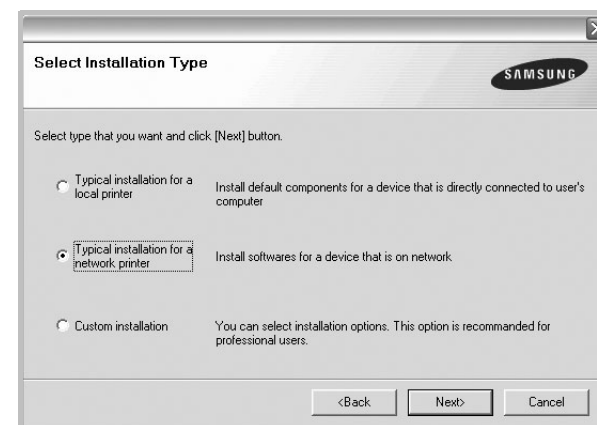 Select Installation Type
SAMSUNG
Select type that you want and click [Next] button.
Typical installation for a
local printer
Install default components for a device that is directly connected to user's
computer
Typical installation for a
network printer
Install softwares for a device that is on network
Custom installation
You can select installation options. This option is recommanded for
professional users.
<Back
Next>
Cancel